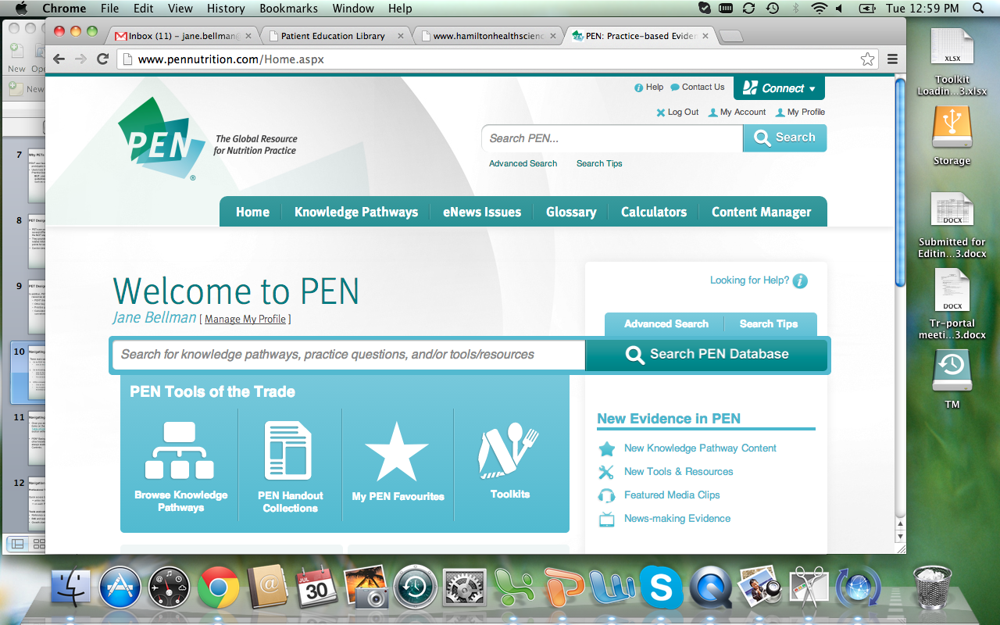 Chrome File Edit View History Bookmarks Window Help Tue 12:59 PM
Inbox (11) – jane.bellman@ Patient Education Library www.hamiltonhealthscienc PEN: Practice-based Eviden
www.pennutrition.com/Home.aspx
New
New
Help Contact Us Connect
Log Out My Account My Profile
PEN ®
The Global Resource
for Nutrition Practice
Search PEN... Search
Advanced Search Search Tips
Home Knowledge Pathways eNews Issues Glossary Calculators Content Manager
Welcome to PEN
Jane Bellman [ Manage My Profile ]
Looking for Help?
Advanced Search Search Tips
Search for knowledge pathways, practice questions, and/or tools/resources Search PEN Database
PEN Tools of the Trade
Browse Knowledge
Pathways
PEN Handout
Collections
My PEN Favourites
Toolkits
New Evidence in PEN
New Knowledge Pathway Content
New Tools & Resources
Featured Media Clips
News-making Evidence
7
8
9
10
11
12
XLSX
Toolkit
Loadin...3.xlsx
Storage
DOCX
Submitted for
Editin...3.docx
DOCX
Tr-portal
meeti...3.docx
TM
JUL
30